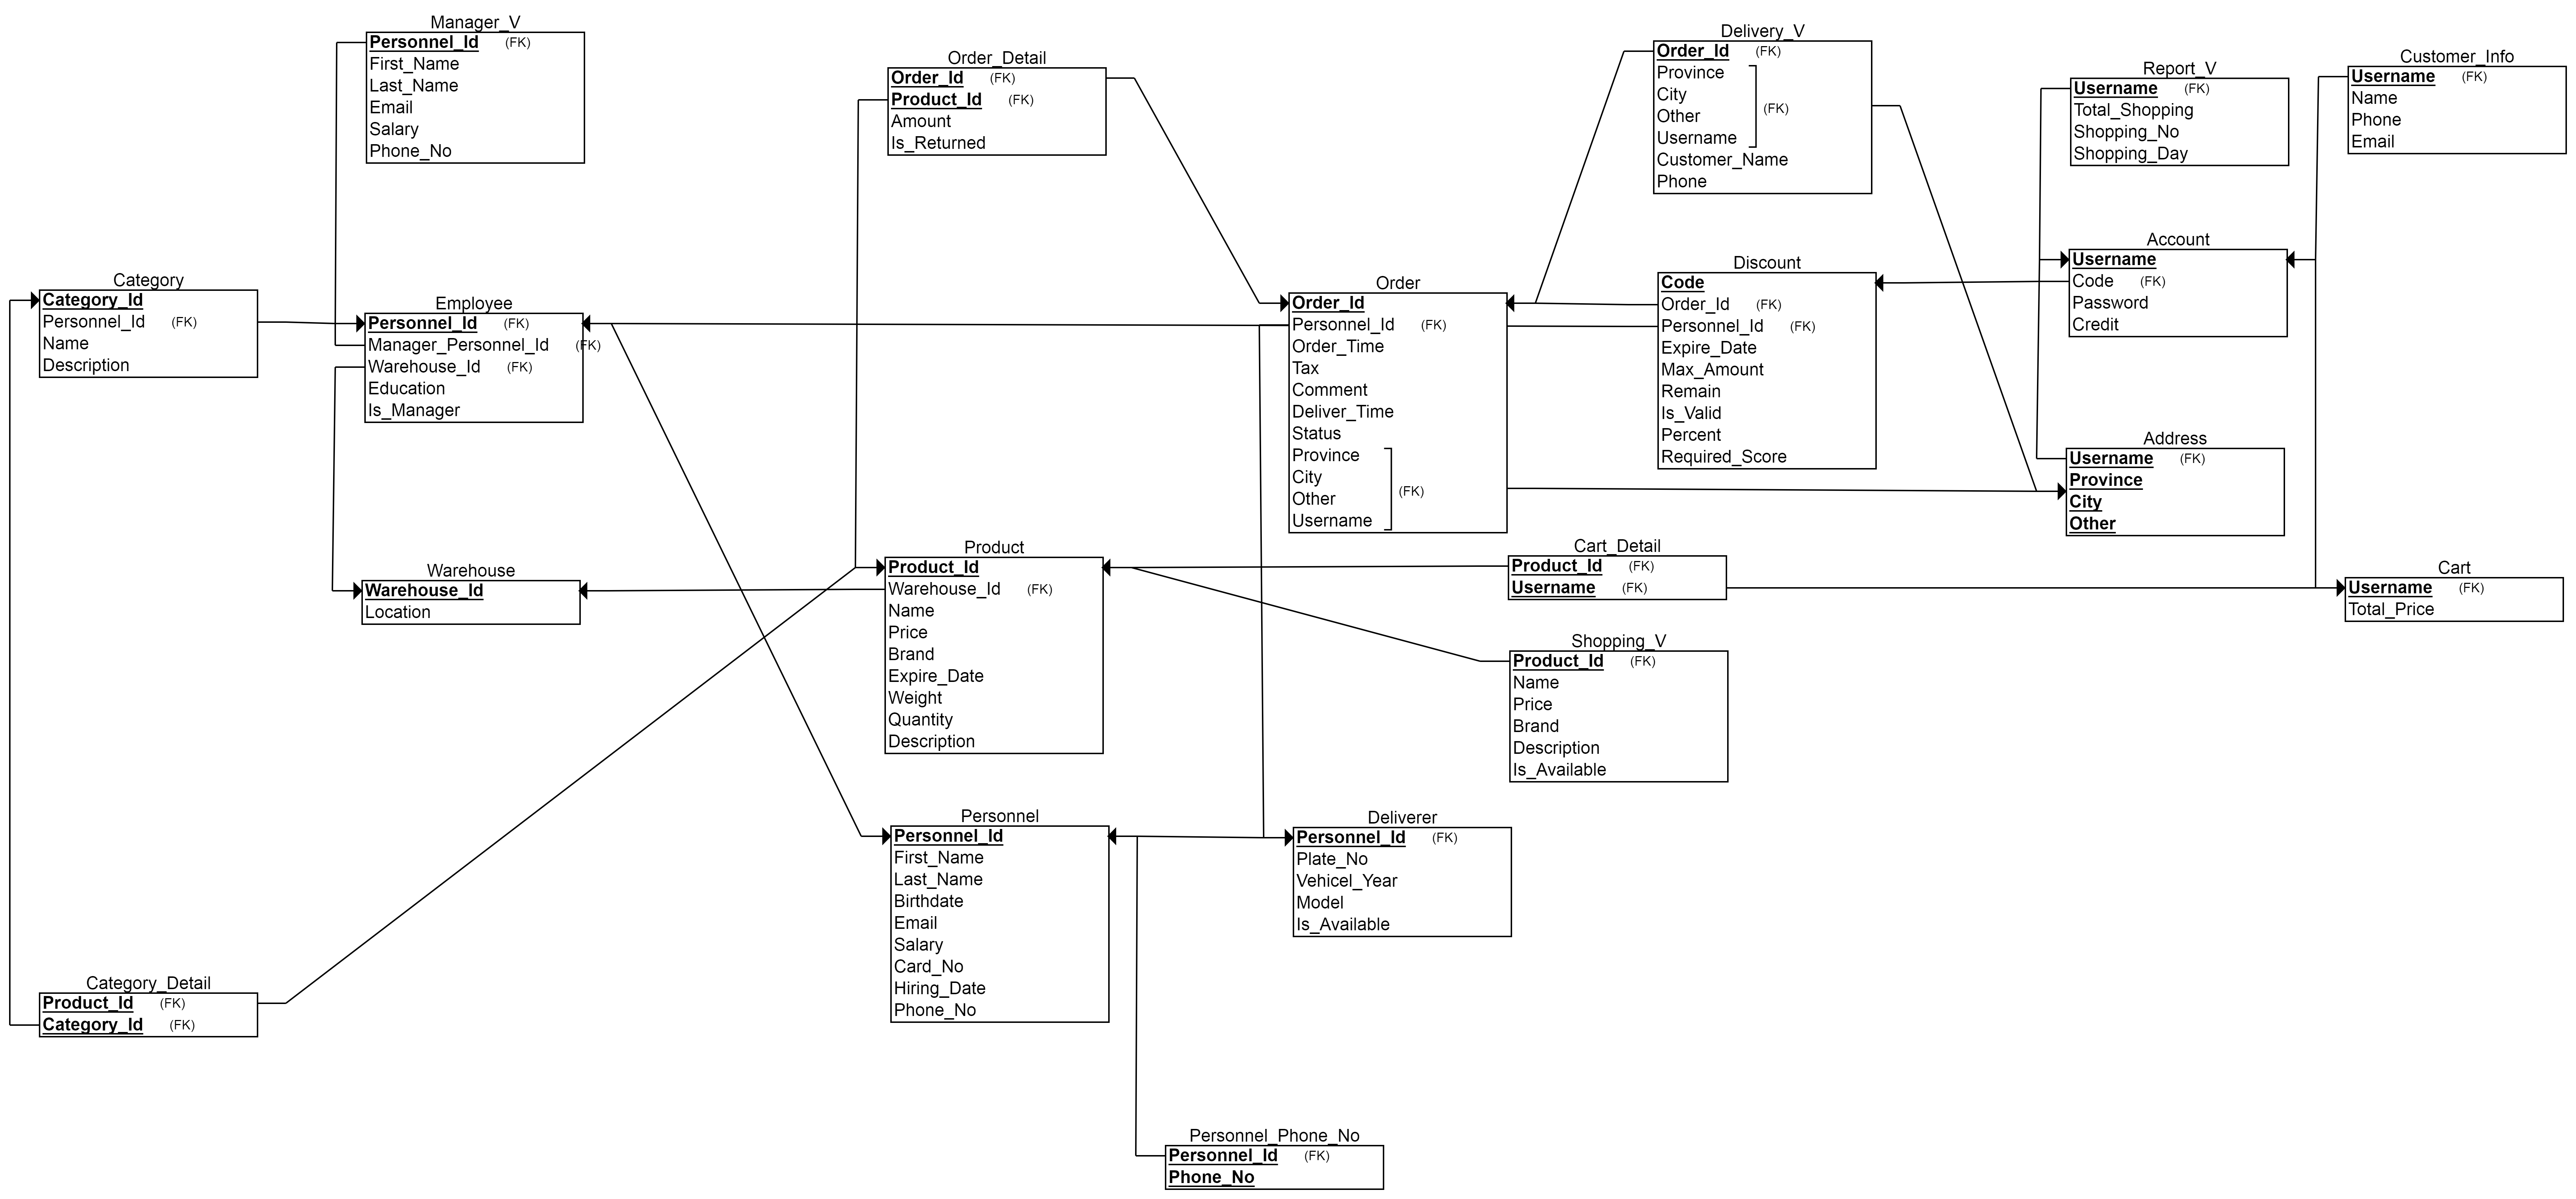 Manager_V
Personnel_Id (FK)
First_Name
Last_Name
Email
Salary
Phone_No
Order_Detail
Order_Id (FK)
Product_Id (FK)
Amount
Is_Returned
Delivery_V
Order_Id (FK)
Province
City
Other
Username
(FK)
Customer_Name
Phone
Report_V
Username (FK)
Total_Shopping
Shopping_No
Shopping_Day
Customer_Info
Username (FK)
Name
Phone
Email
Category
Category_Id
Personnel_Id (FK)
Name
Description
Employee
Personnel_Id (FK)
Manager_Personnel_Id (FK)
Warehouse_Id (FK)
Education
Is_Manager
Order
Order_Id
Personnel_Id (FK)
Order_Time
Tax
Comment
Deliver_Time
Status
Province
City
Other
Username
(FK)
Discount
Code
Order_Id (FK)
Personnel_Id (FK)
Expire_Date
Max_Amount
Remain
Is_Valid
Percent
Required_Score
Account
Username
Code (FK)
Password
Credit
Address
Username (FK)
Province
City
Other
Warehouse
Warehouse_Id
Location
Product
Product_Id
Warehouse_Id (FK)
Name
Price
Brand
Expire_Date
Weight
Quantity
Description
Cart_Detail
Product_Id (FK)
Username (FK)
Cart
Username (FK)
Total_Price
Shopping_V
Product_Id (FK)
Name
Price
Brand
Description
Is_Available
Personnel
Personnel_Id
First_Name
Last_Name
Birthdate
Email
Salary
Card_No
Hiring_Date
Phone_No
Deliverer
Personnel_Id (FK)
Plate_No
Vehicel_Year
Model
Is_Available
Category_Detail
Product_Id (FK)
Category_Id (FK)
Personnel_Phone_No
Personnel_Id (FK)
Phone_No